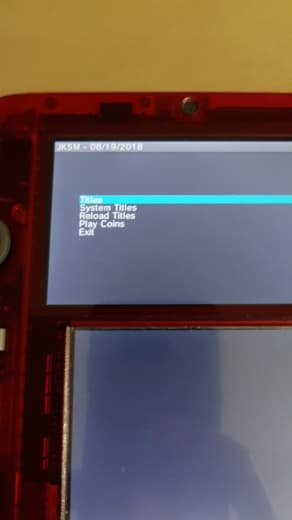 JKSM - 08/19/2018
Titles
System Titles
Reload Titles
Play Coins
Exit